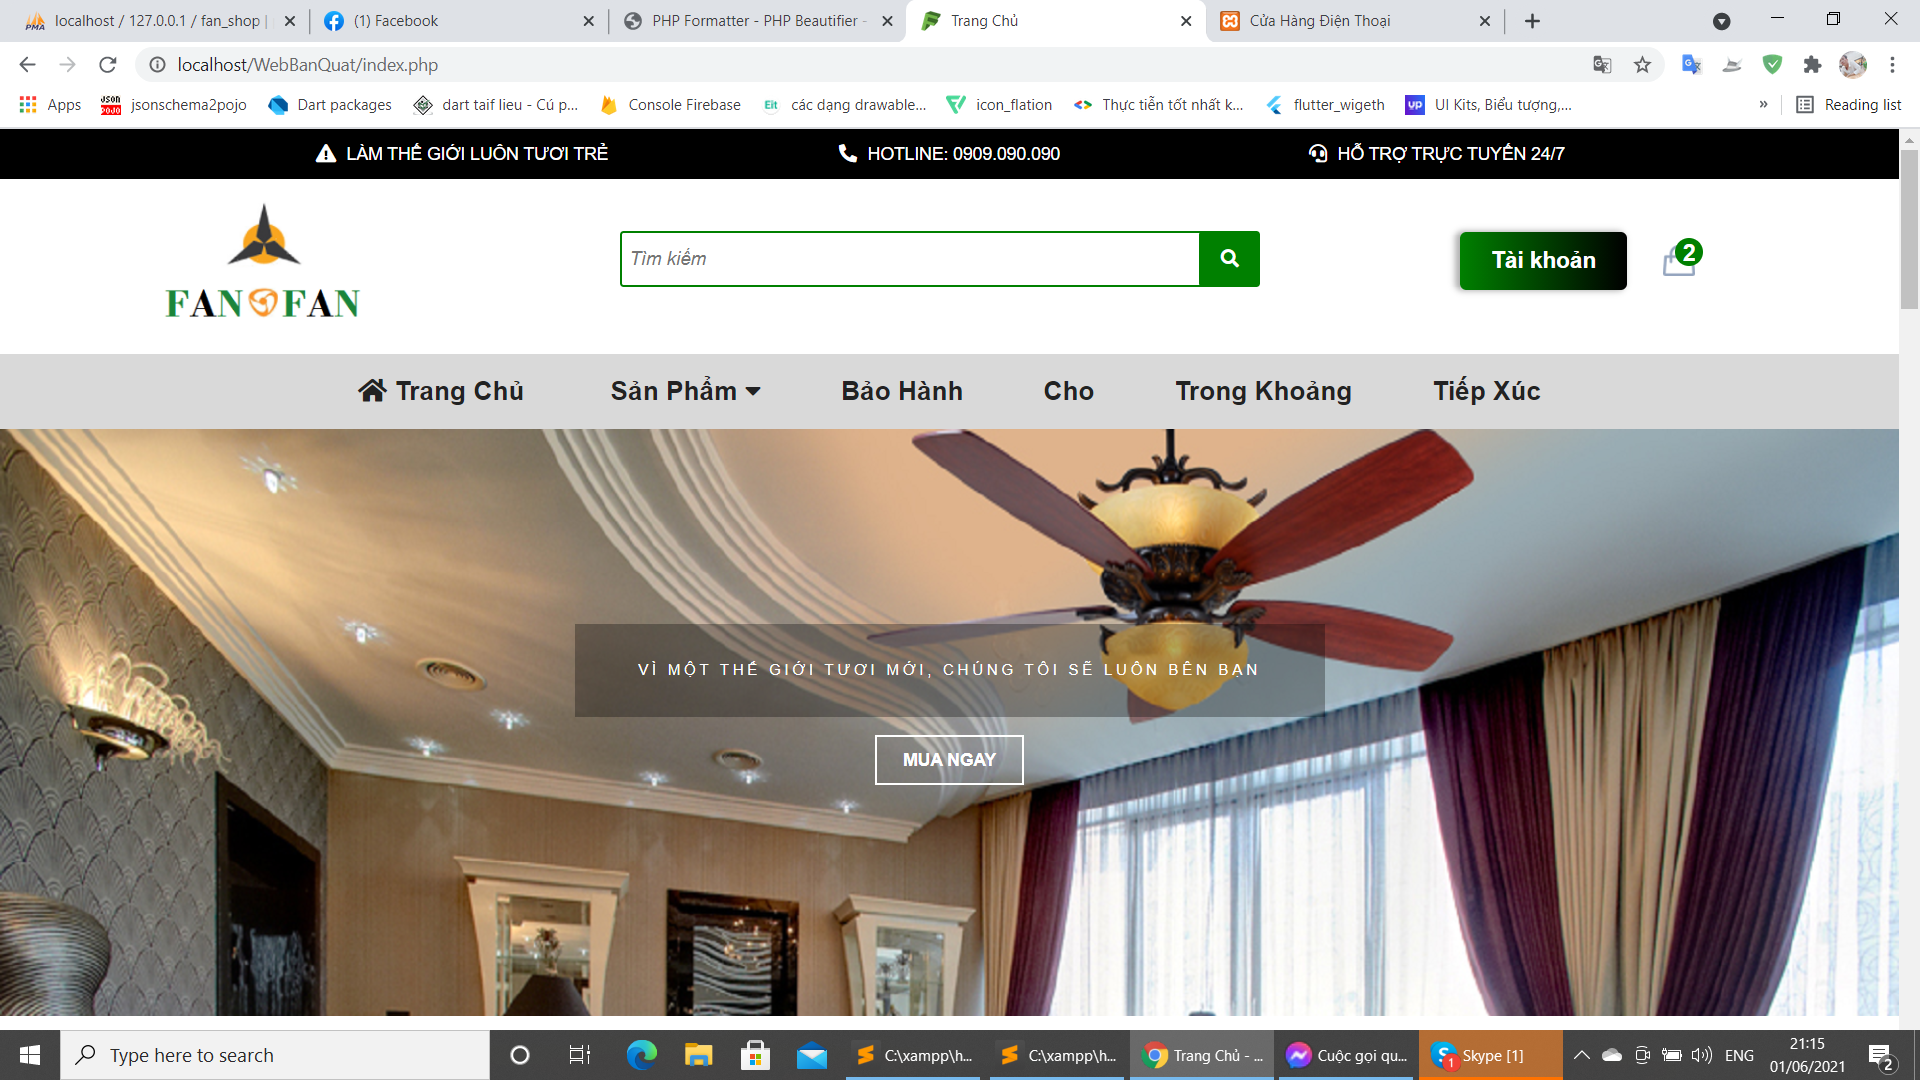 localhost / 127.0.0.1 / fan_shop |
(1) Facebook
PHP Formatter - PHP Beautifier -
Trang Chủ
Cửa Hàng Điện Thoại
localhost/WebBanQuat/index.php
Apps
jsonschema2pojo
Dart packages
dart taif lieu - Cú p...
Console Firebase
các dạng drawable...
icon_flation
Thực tiễn tốt nhất k...
flutter_wigeth
UI Kits, Biểu tượng,...
»
Reading list
LÀM THẾ GIỚI LUÔN TƯƠI TRẺ
HOTLINE: 0909.090.090
HỖ TRỢ TRỰC TUYẾN 24/7
FAN FAN
Tìm kiếm
Tài khoản
2
Trang Chủ
Sản Phẩm
Bảo Hành
Cho
Trong Khoảng
Tiếp Xúc
VÌ MỘT THẾ GIỚI TƯƠI MỚI, CHÚNG TÔI SẼ LUÔN BÊN BẠN
MUA NGAY
Type here to search
C:\xampp\h...
C:\xampp\h...
Trang Chủ - ...
Cuộc gọi qu...
1
Skype [1]
ENG
21:15
01/06/2021
2